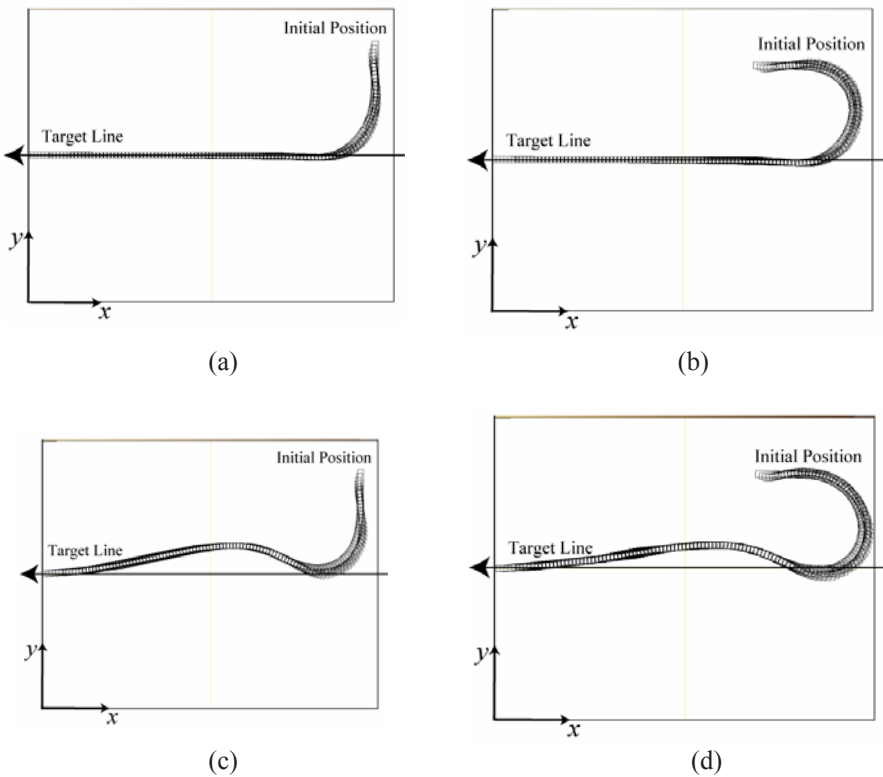 Initial Position
Target Line
y
x
(a)
Initial Position
Target Line
y
x
(b)
Initial Position
Target Line
y
x
(c)
Initial Position
Target Line
y
x
(d)